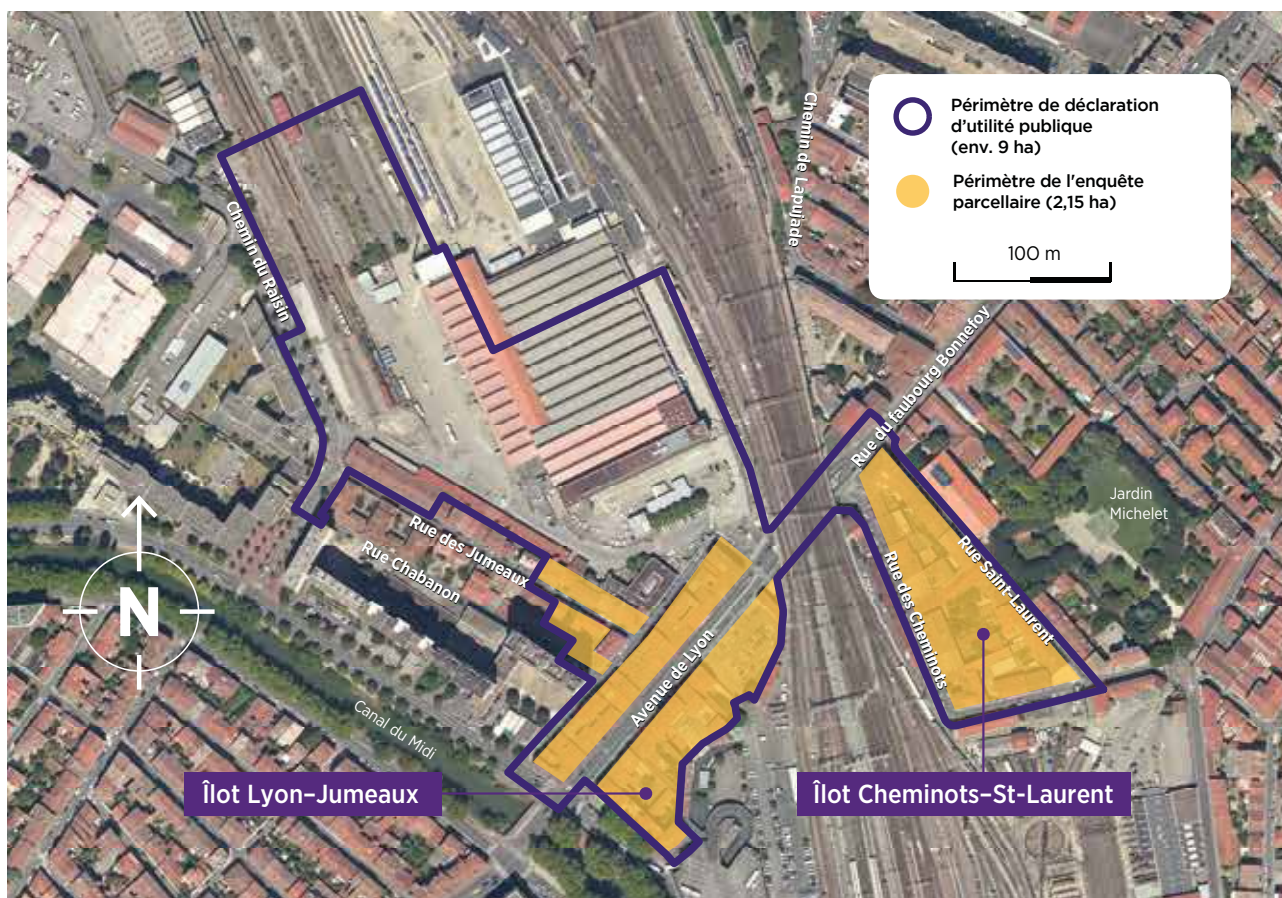 Périmètre de déclaration
d'utilité publique
(env. 9 ha)
Périmètre de l'enquête
parcellaire (2,15 ha)
100 m
Chemin de Lapujade
Chemin du Raisin
Rue du faubourg Bonnefoy
Jardin
Michelet
Rue des Jumeaux
Rue Chabanon
Rue Saint-Laurent
Rue des Cheminots
N
Avenue de Lyon
Canal du Midi
Îlot Lyon–Jumeaux
Îlot Cheminots–St-Laurent